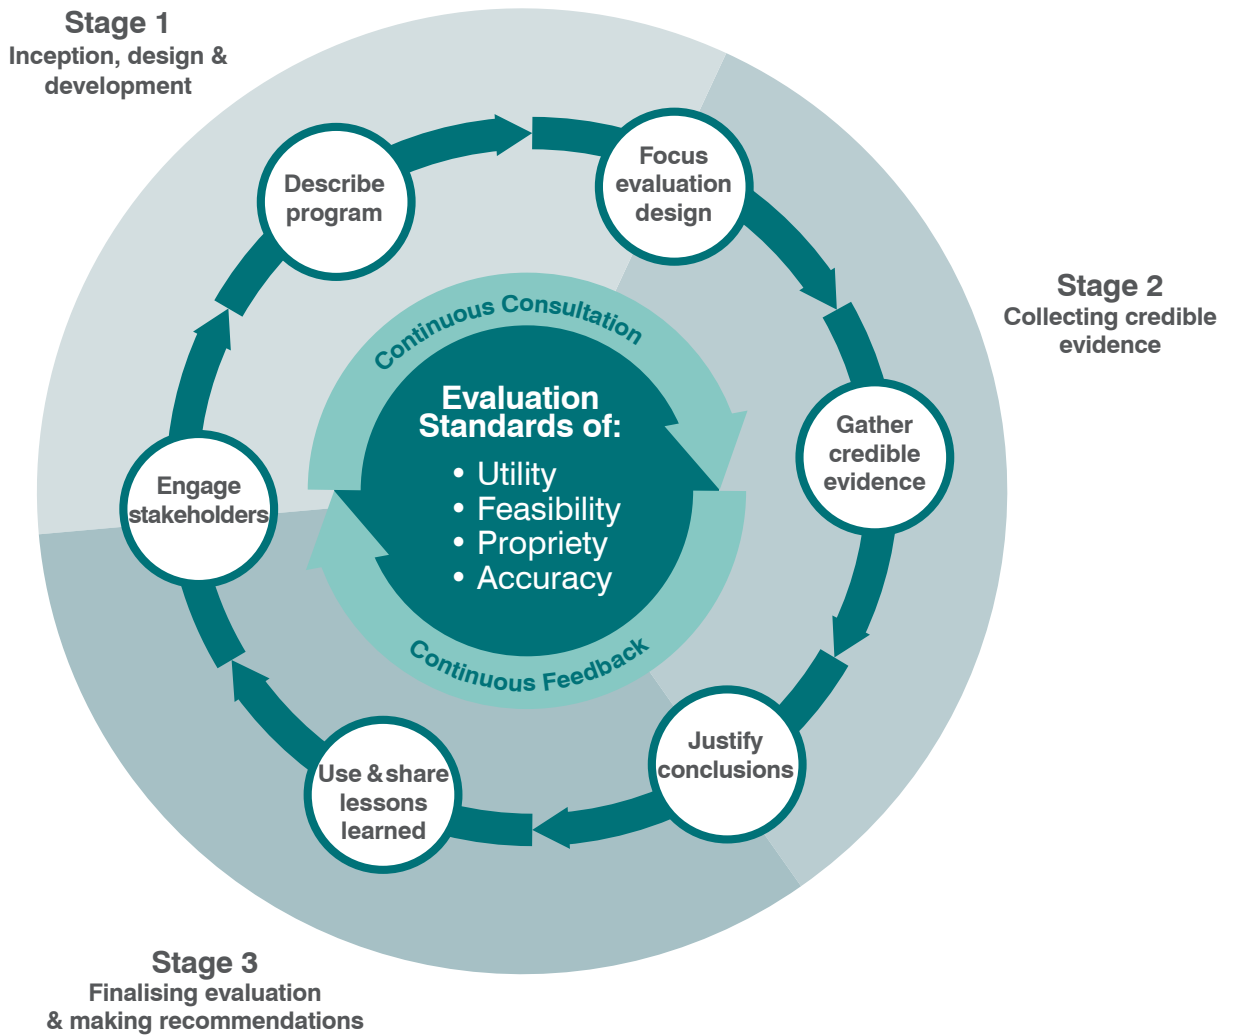 Stage 1
Inception, design &
development
Describe
program
Focus
evaluation
design
Stage 2
Collecting credible
evidence
Continuous Consultation
Evaluation
Standards of:
• Utility
• Feasibility
• Propriety
• Accuracy
Continuous Feedback
Gather
credible
evidence
Engage
stakeholders
Justify
conclusions
Use & share
lessons
learned
Stage 3
Finalising evaluation
& making recommendations